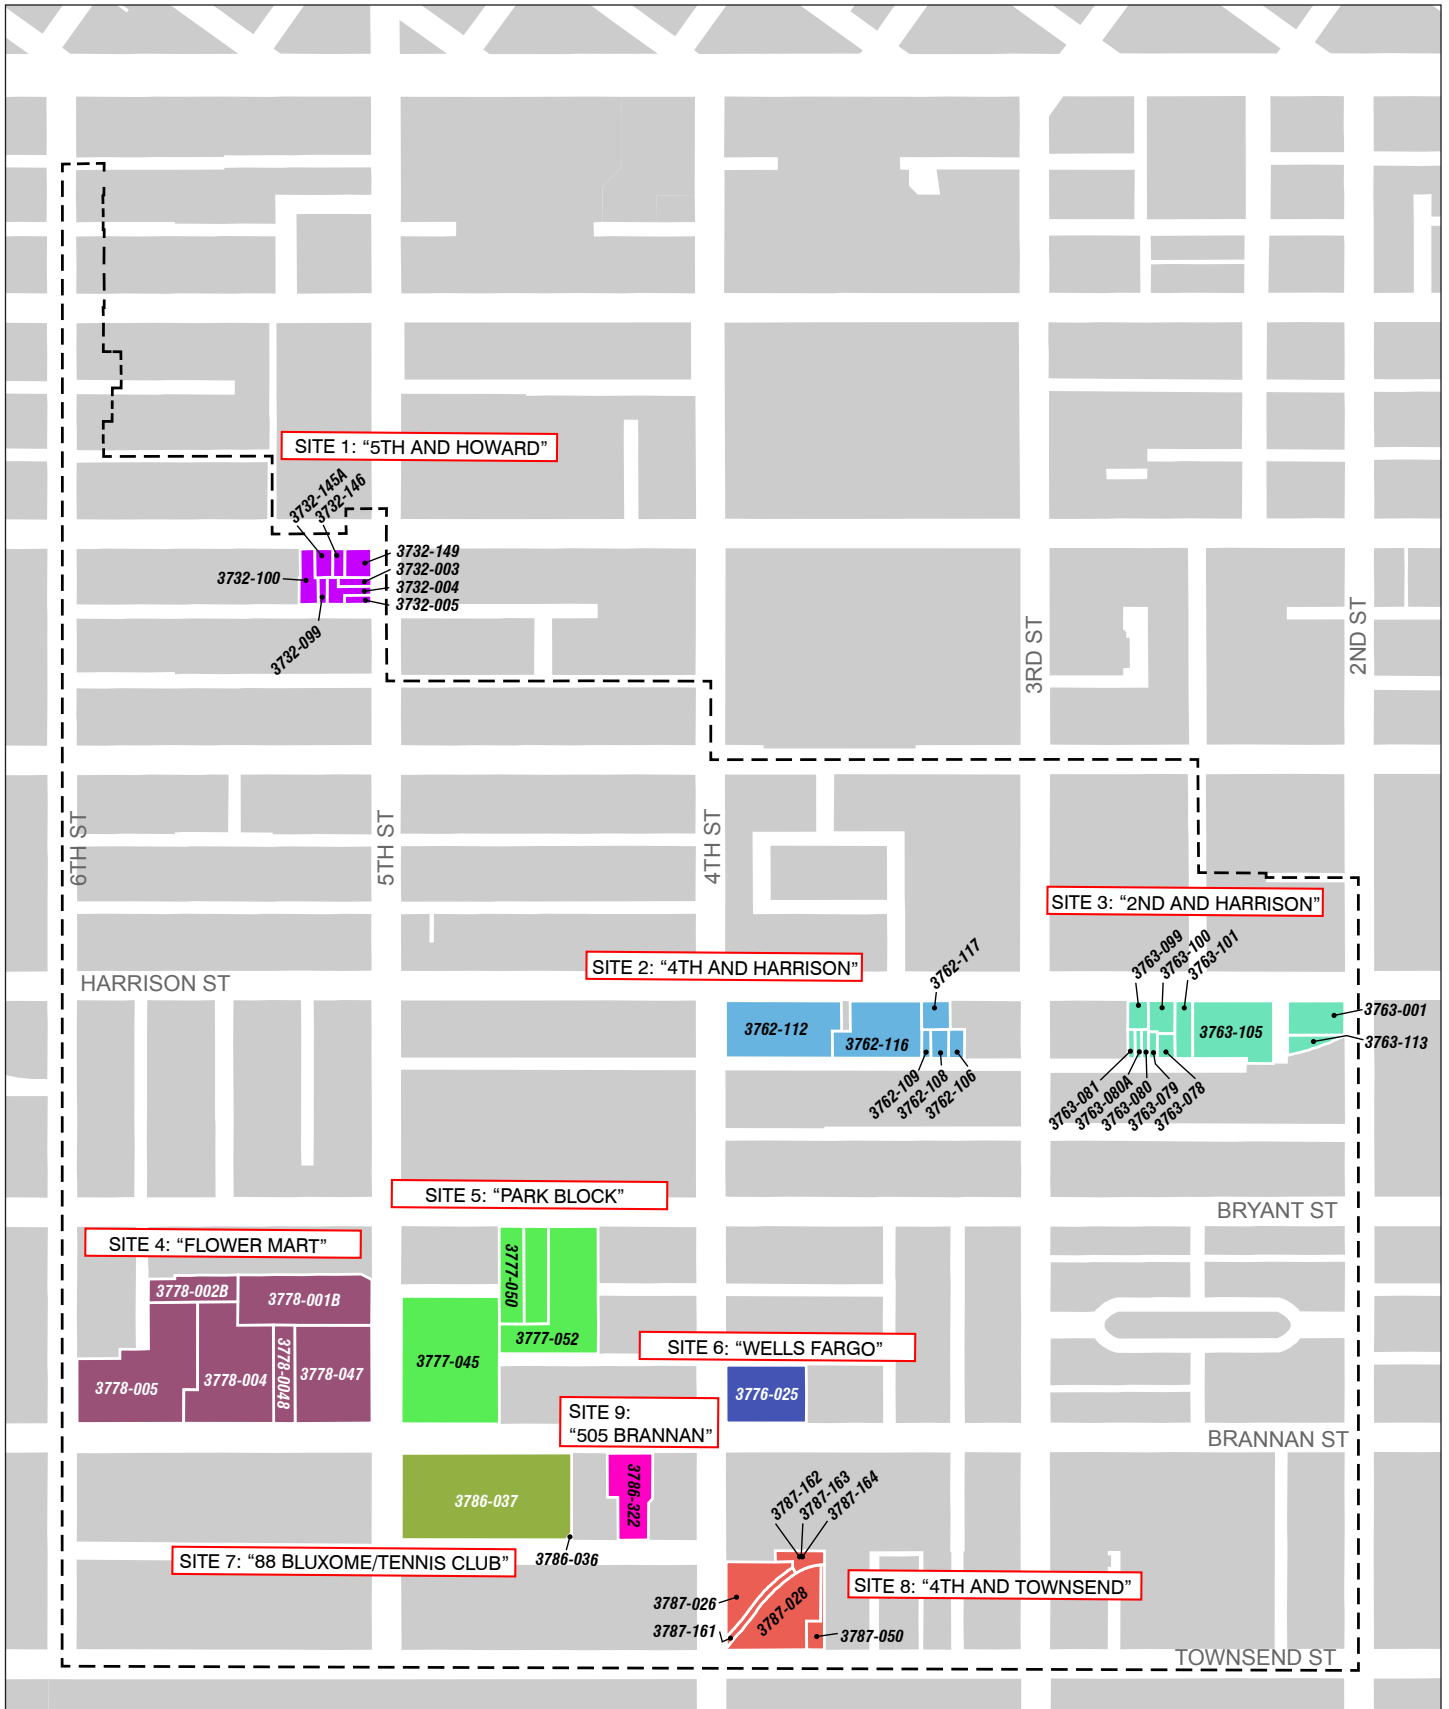 SITE 1: “5TH AND HOWARD”
3732-145A
3732-146
3732-149
3732-003
3732-004
3732-005
3732-100
3732-099
3RD ST
2ND ST
6TH ST
5TH ST
4TH ST
SITE 3: “2ND AND HARRISON”
3763-099
3763-100
3763-101
SITE 2: “4TH AND HARRISON”
3762-117
HARRISON ST
3762-112
3762-116
3763-105
3763-001
3763-113
3762-109
3762-108
3762-106
3763-081
3763-080A
3763-080
3763-079
3763-078
SITE 5: “PARK BLOCK”
BRYANT ST
SITE 4: “FLOWER MART”
3778-002B
3778-001B
3777-050
3777-052
3777-045
3778-005
3778-004
3778-0048
3778-047
SITE 6: “WELLS FARGO”
3776-025
SITE 9:
“505 BRANNAN”
BRANNAN ST
3786-037
3786-322
3787-162
3787-163
3787-164
SITE 7: “88 BLUXOME/TENNIS CLUB”
3786-036
SITE 8: “4TH AND TOWNSEND”
3787-026
3787-028
3787-161
3787-050
TOWNSEND ST